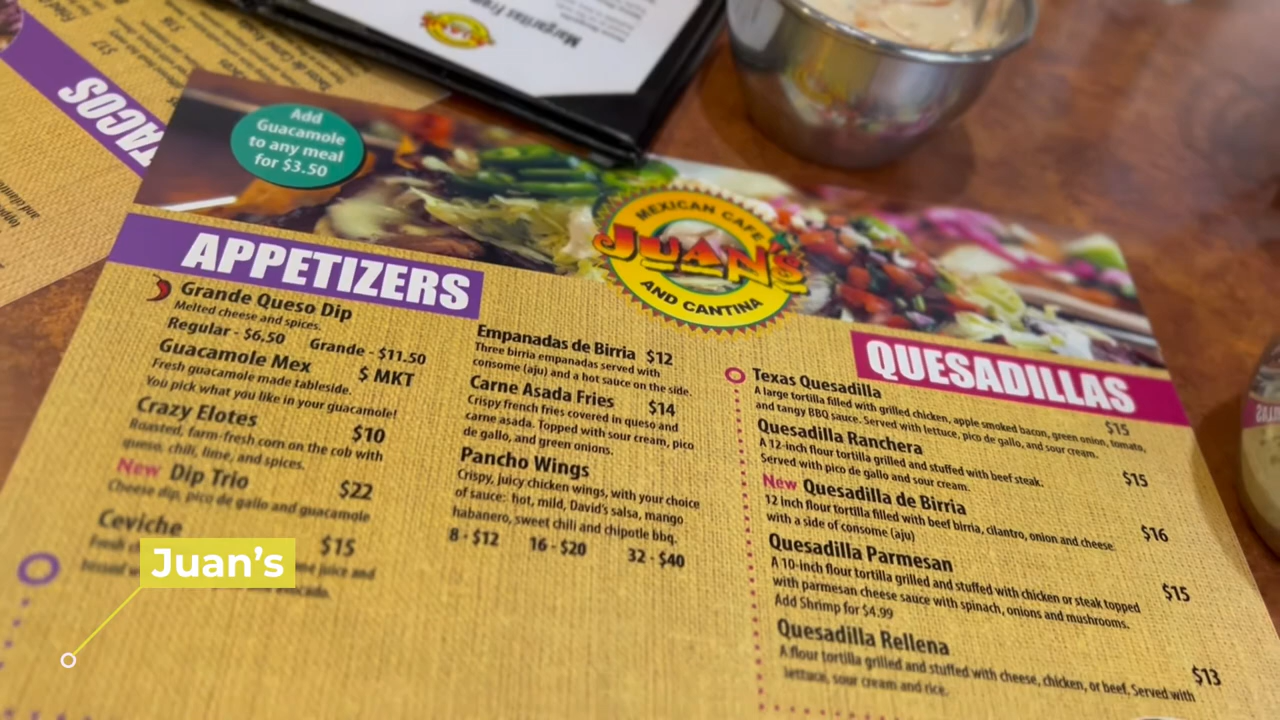 TACOS
$17
$16
Margaritas
JUAN'S
Add
Guacamole
to any meal
for $3.50
MEXICAN CAFE
JUAN'S
AND CANTINA
APPETIZERS
Grande Queso Dip
Melted cheese and spices.
Regular - $6.50 Grande - $11.50
Guacamole Mex $ MKT
Fresh guacamole made tableside.
You pick what you like in your guacamole!
Crazy Elotes $10
Roasted, farm-fresh corn on the cob with
queso, chili, lime, and spices.
New Dip Trio $22
Cheese dip, pico de gallo and guacamole
Ceviche $15
Fresh
juice and
Empanadas de Birria $12
Three birria empanadas served with
consome (aju) and a hot sauce on the side.
Carne Asada Fries $14
Crispy french fries covered in queso and
carne asada. Topped with sour cream, pico
de gallo, and green onions.
Pancho Wings
Crispy, juicy chicken wings, with your choice
of sauce: hot, mild, David's salsa, mango
habanero, sweet chili and chipotle bbq.
8 - $12 16 - $20 32 - $40
QUESADILLAS
Texas Quesadilla $15
A large tortilla filled with grilled chicken, apple smoked bacon, green onion, tomato,
and tangy BBQ sauce. Served with lettuce, pico de gallo, and sour cream.
Quesadilla Ranchera $15
A 12-inch flour tortilla grilled and stuffed with beef steak.
Served with pico de gallo and sour cream.
New Quesadilla de Birria $16
12 inch flour tortilla filled with beef birria, cilantro, onion and cheese
with a side of consome (aju)
Quesadilla Parmesan $15
A 10-inch flour tortilla grilled and stuffed with chicken or steak topped
with parmesan cheese sauce with spinach, onions and mushrooms.
Add Shrimp for $4.99
Quesadilla Rellena $13
A flour tortilla grilled and stuffed with cheese, chicken, or beef. Served with
lettuce, sour cream and rice.
Juan's